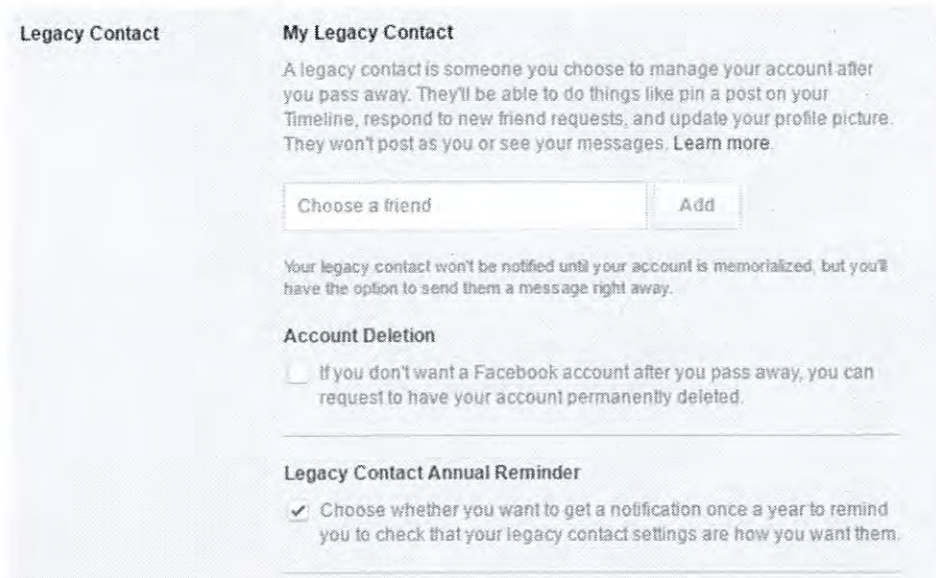 Legacy Contact
My Legacy Contact
A legacy contact is someone you choose to manage your account after
you pass away. They'll be able to do things like pin a post on your
Timeline, respond to new friend requests, and update your profile picture.
They won't post as you or see your messages. Learn more.
Choose a friend
Add
Your legacy contact won't be notified until your account is memorialized, but you'll
have the option to send them a message right away.
Account Deletion
If you don't want a Facebook account after you pass away, you can
request to have your account permanently deleted.
Legacy Contact Annual Reminder
Choose whether you want to get a notification once a year to remind
you to check that your legacy contact settings are how you want them.